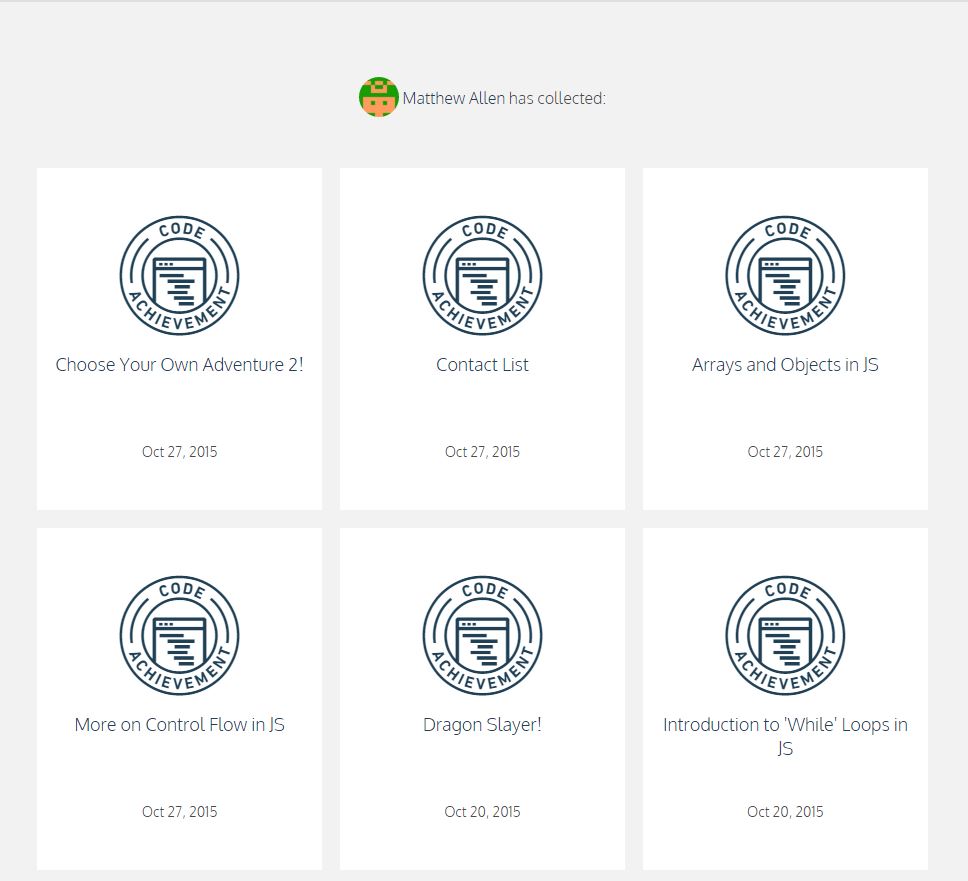 Matthew Allen has collected:
CODE ACHIEVEMENT
CODE ACHIEVEMENT
CODE ACHIEVEMENT
Choose Your Own Adventure 2!
Contact List
Arrays and Objects in JS
Oct 27, 2015
Oct 27, 2015
Oct 27, 2015
CODE ACHIEVEMENT
CODE ACHIEVEMENT
CODE ACHIEVEMENT
More on Control Flow in JS
Dragon Slayer!
Introduction to 'While' Loops in
JS
Oct 27, 2015
Oct 20, 2015
Oct 20, 2015